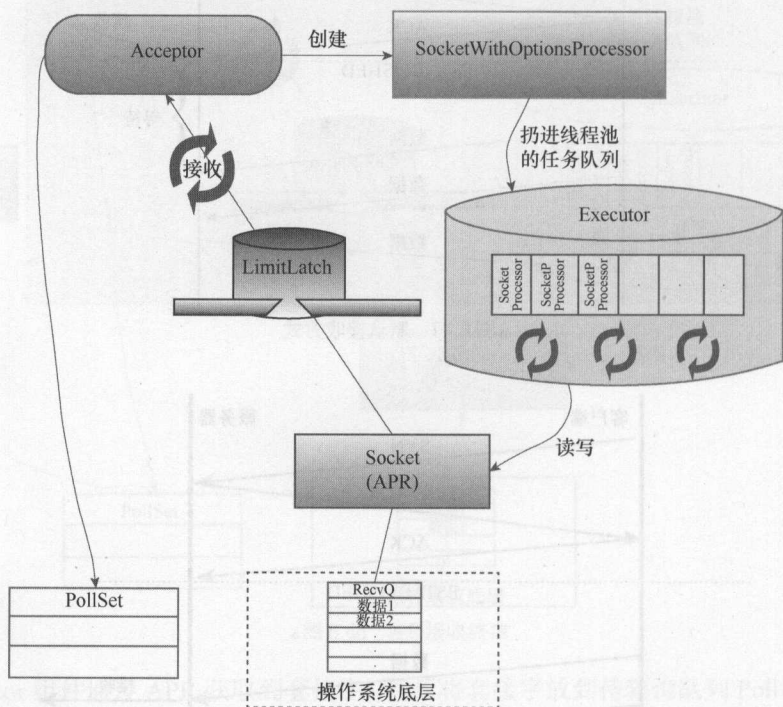 Acceptor
创建
SocketWithOptionsProcessor
接收
扔进线程池
的任务队列
Executor
LimitLatch
Socket
Processor
SocketP
rocessor
SocketP
rocessor
Socket
(APR)
读写
PollSet
RecvQ
数据1
数据2
操作系统底层